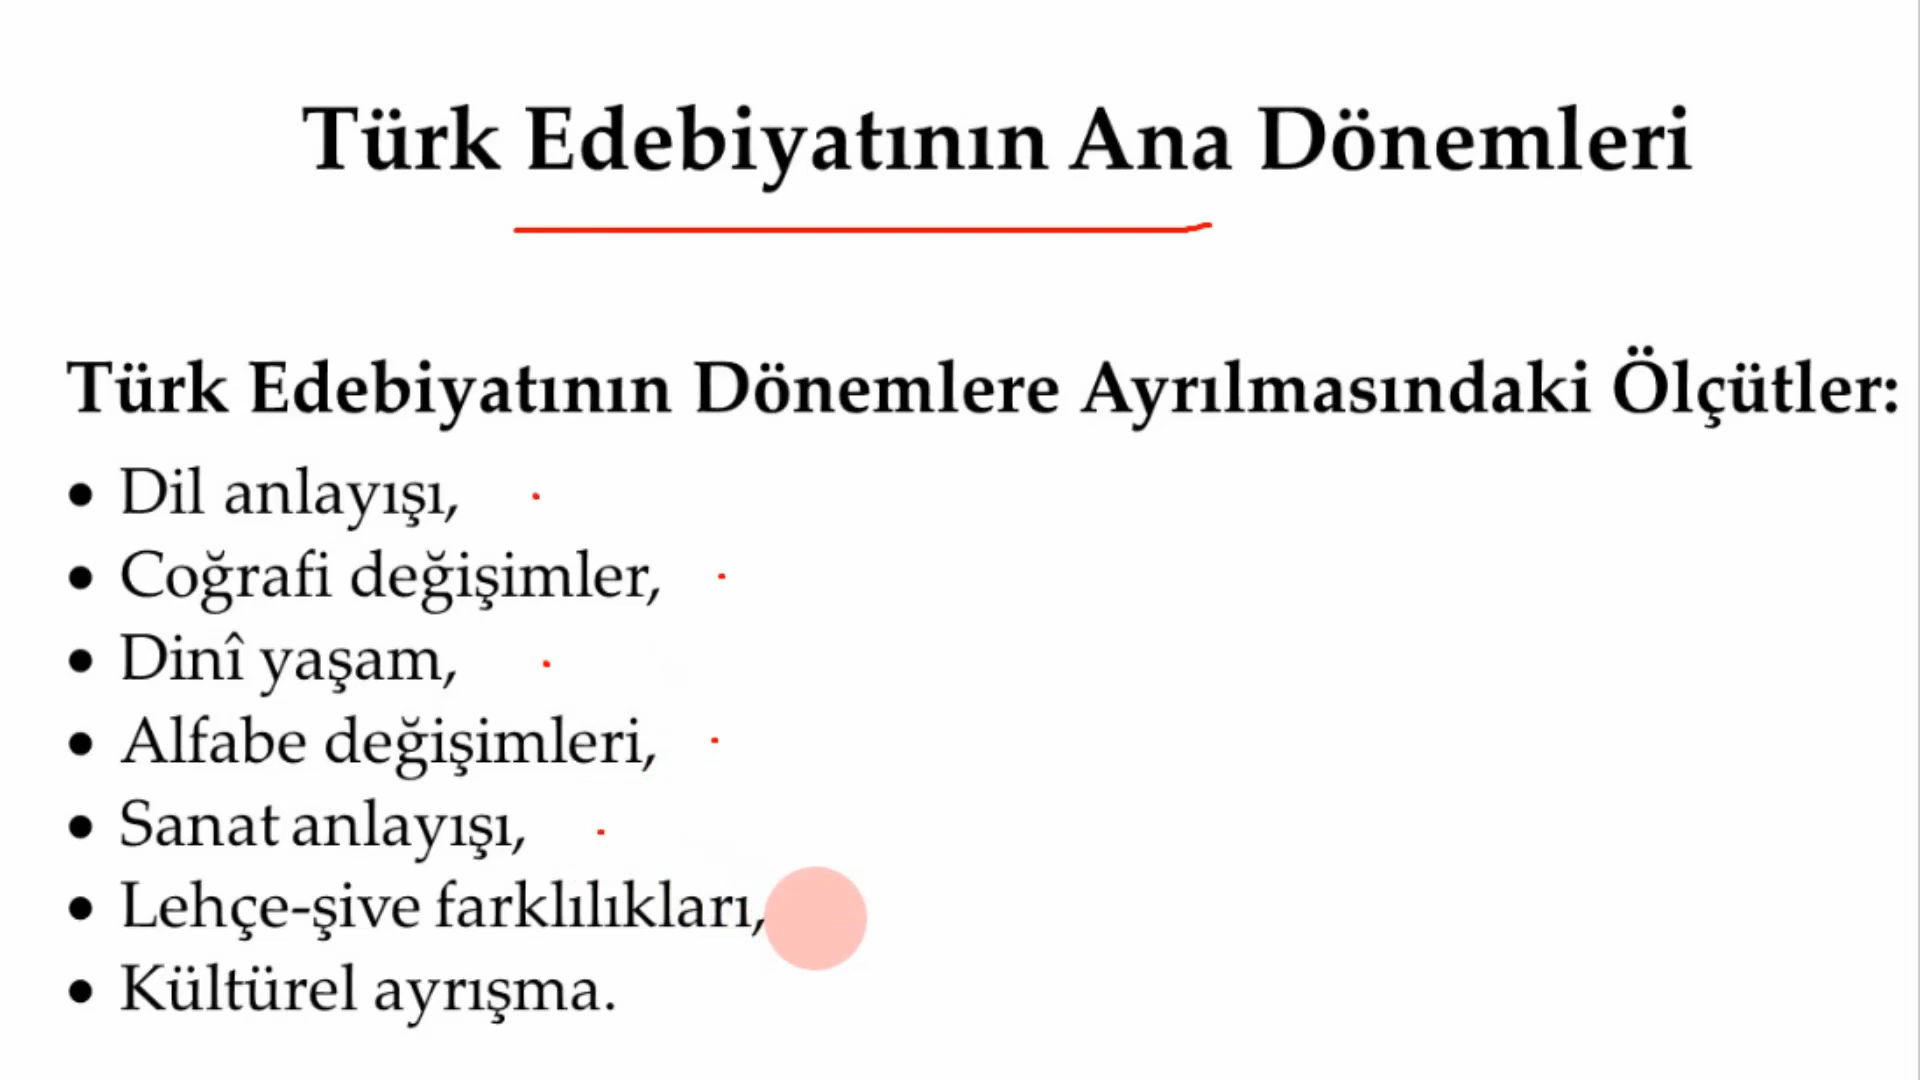 Türk Edebiyatının Ana Dönemleri
Türk Edebiyatının Dönemlere Ayrılmasındaki Ölçütler:
• Dil anlayışı,
• Coğrafi değişimler,
• Dinî yaşam,
• Alfabe değişimleri,
• Sanat anlayışı,
• Lehçe-şive farklılıkları,
• Kültürel ayrışma.